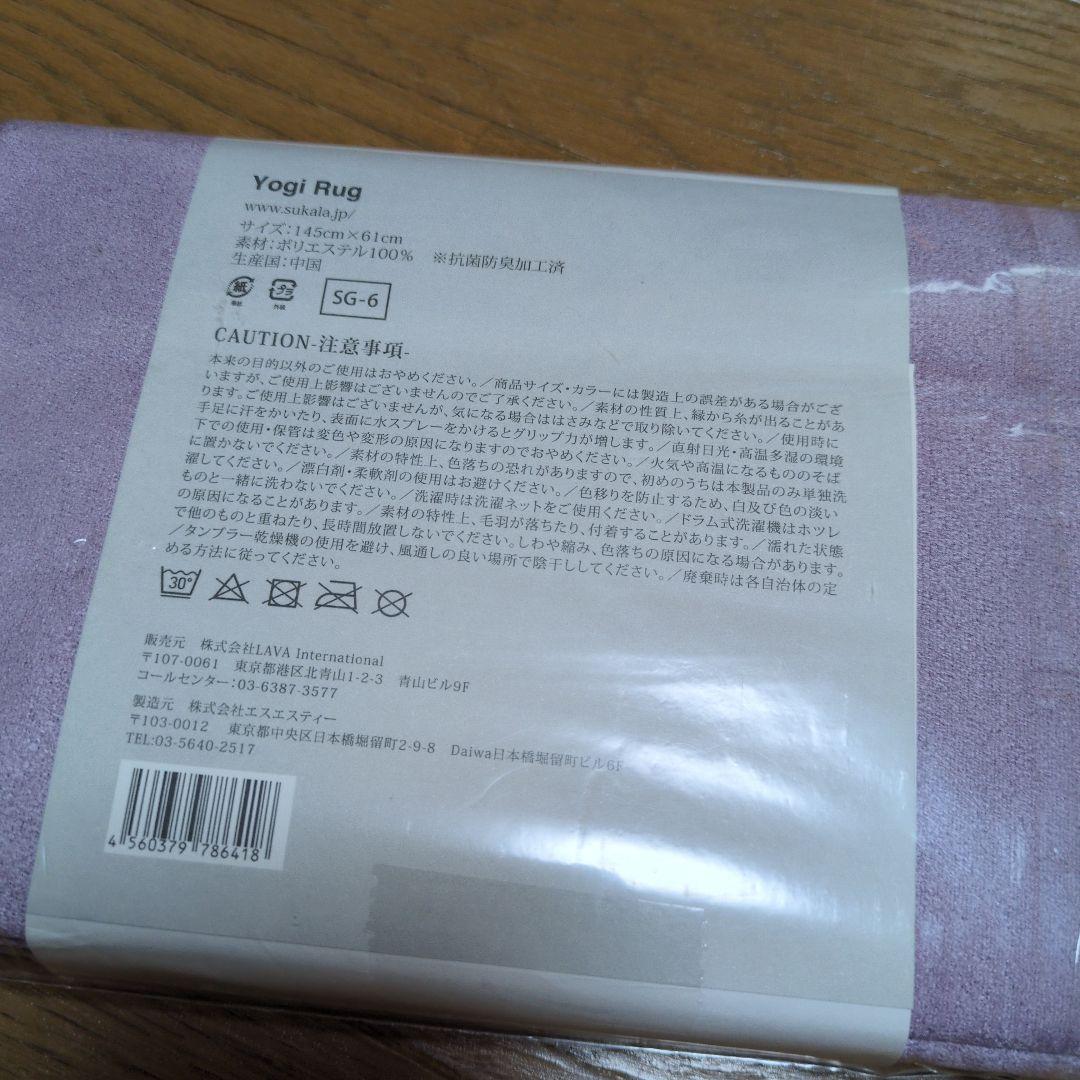 Yogi Rug
www.sukala.jp/
サイズ:145cm×61cm
素材:ポリエステル100% ※抗菌防臭加工済
生産国:中国
紙 プラ SG-6
外装
CAUTION-注意事項-
本来の目的以外のご使用はおやめください。/商品サイズ・カラーには製造上の誤差がある場合がござ
いますが、ご使用上影響はございませんのでご了承ください。/素材の性質上、縁から糸が出ることがあ
ります。ご使用上影響はございませんが、気になる場合ははさみなどで取り除いてください。/使用時に
手足に汗をかいたり、表面に水スプレーをかけるとグリップ力が増します。/直射日光・高温多湿の環境
下での使用・保管は変色や変形の原因になりますのでおやめください。/火気や高温になるもののそば
に置かないでください。/素材の特性上、色落ちの恐れがありますので、初めのうちは本製品のみ単独洗
濯してください。/漂白剤・柔軟剤の使用はお避けください。/色移りを防止するため、白及び色の淡い
ものと一緒に洗わないでください。/洗濯時は洗濯ネットをご使用ください。/ドラム式洗濯機はホツレ
の原因になることがあります。/素材の特性上、毛羽が落ちたり、付着することがあります。/濡れた状態
で他のものと重ねたり、長時間放置しないでください。しわや縮み、色落ちの原因になる場合があります。
/タンブラー乾燥機の使用を避け、風通しの良い場所で陰干ししてください。/廃棄時は各自治体の定
める方法に従ってください。
30°
販売元 株式会社LAVA International
〒107-0061 東京都港区北青山1-2-3 青山ビル9F
コールセンター:03-6387-3577
製造元 株式会社エスエスティー
〒103-0012 東京都中央区日本橋堀留町2-9-8 Daiwa日本橋堀留町ビル6F
TEL:03-5640-2517
4 560379 786418